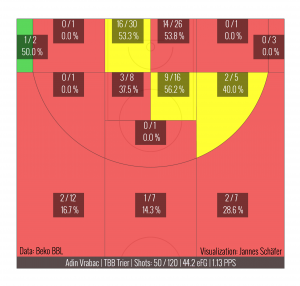 0 / 1
0.0 %
16 / 30
53.3 %
14 / 26
53.8 %
0 / 1
0.0 %
1 / 2
50.0 %
0 / 3
0.0 %
0 / 1
0.0 %
3 / 8
37.5 %
9 / 16
56.2 %
2 / 5
40.0 %
0 / 1
0.0 %
2 / 12
16.7 %
1 / 7
14.3 %
2 / 7
28.6 %
Data: Beko BBL
Visualization: Jannes Schäfer
Adin Vrabac | TBB Trier | Shots: 50 / 120 | 44.2 eFG | 1.13 PPS